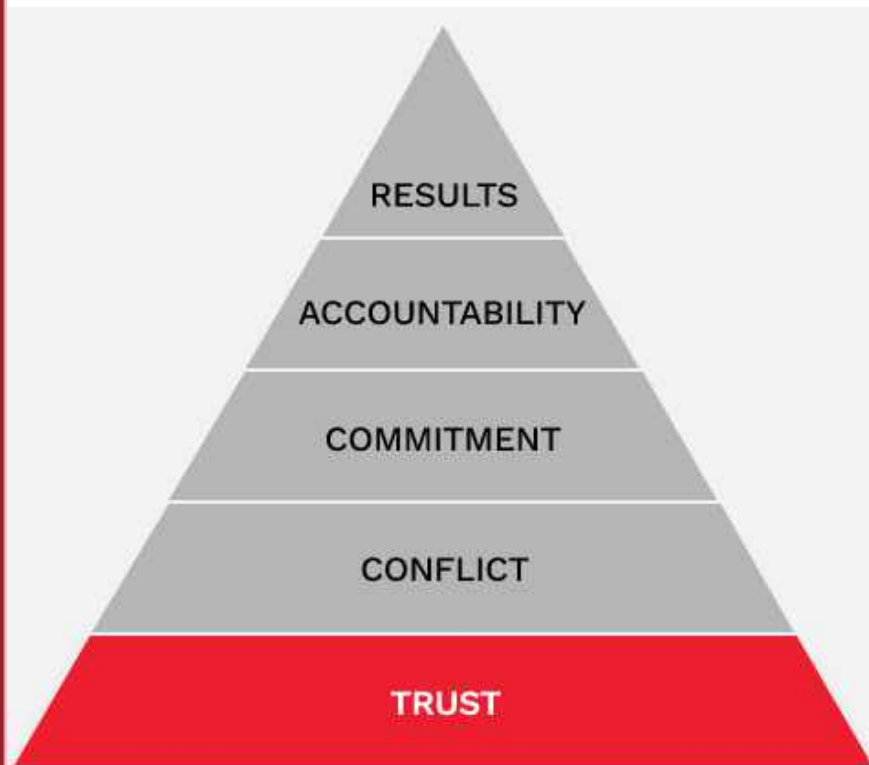 RESULTS
ACCOUNTABILITY
COMMITMENT
CONFLICT
TRUST